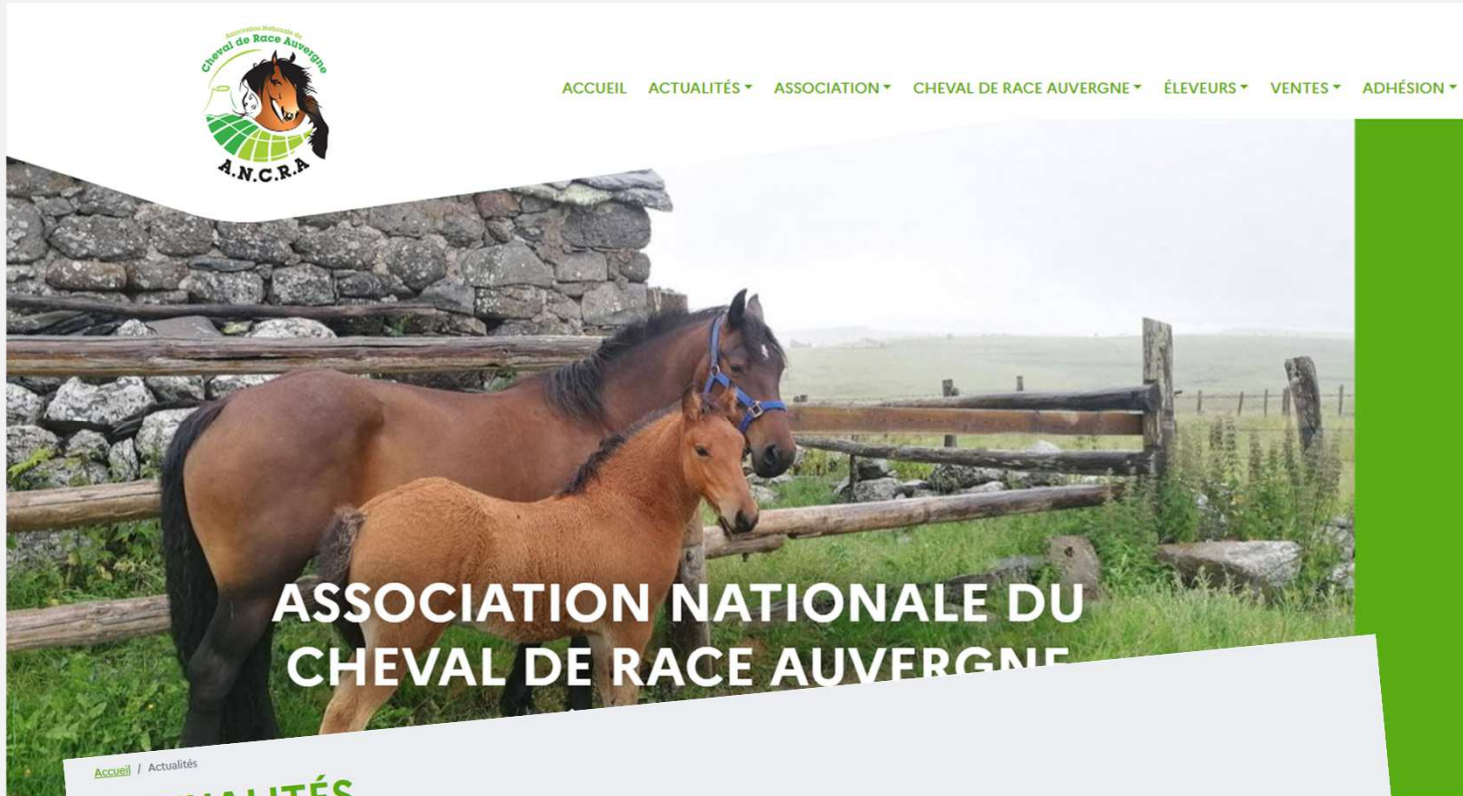 Association Nationale du
Cheval de Race Auvergne
A.N.C.R.A
ACCUEIL ACTUALITÉS ASSOCIATION CHEVAL DE RACE AUVERGNE ÉLEVEURS VENTES ADHÉSION
ASSOCIATION NATIONALE DU
CHEVAL DE RACE AUVERGNE
Accueil / Actualités
ACTUALITÉS